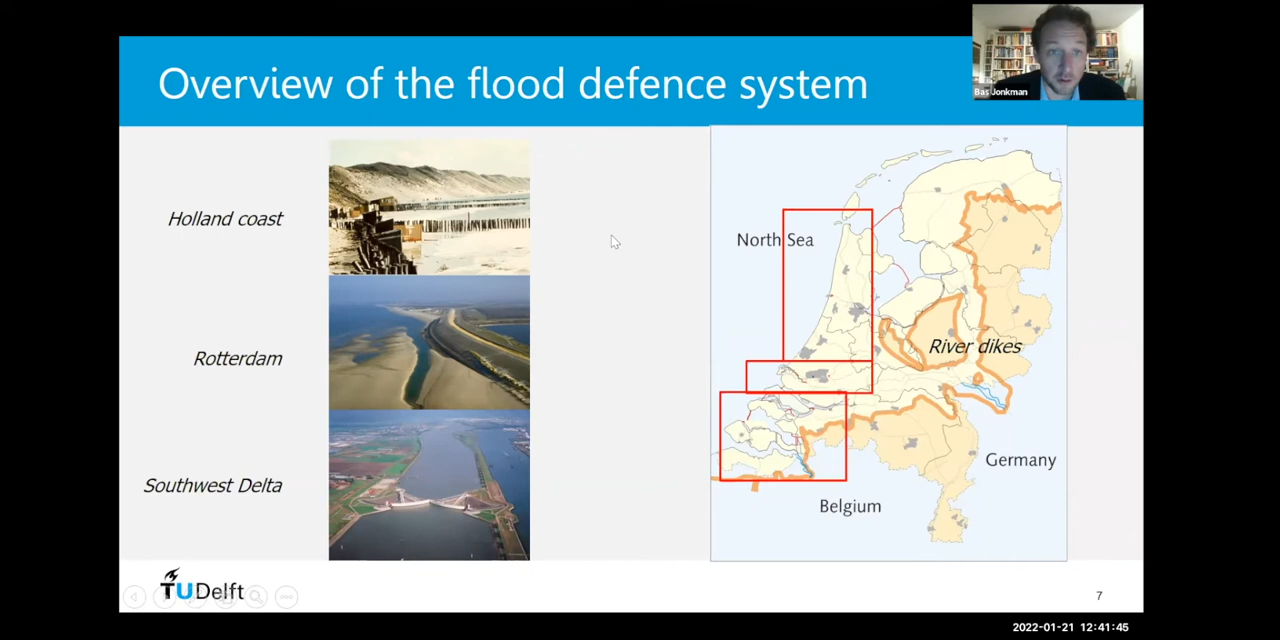 Overview of the flood defence system
Bas Jonkman
Holland coast
Rotterdam
Southwest Delta
North Sea
River dikes
Germany
Belgium
TUDelft
7
2022-01-21 12:41:45